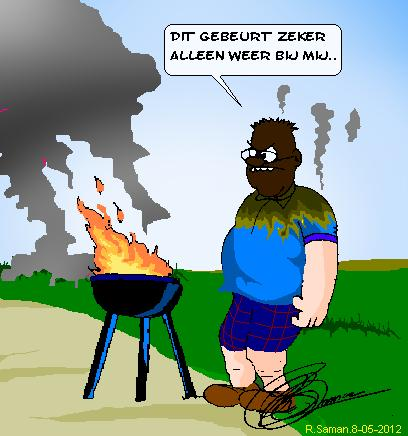 DIT GEBEURT ZEKER
ALLEEN WEER BIJ MIJ..
R.Saman.8-05-2012